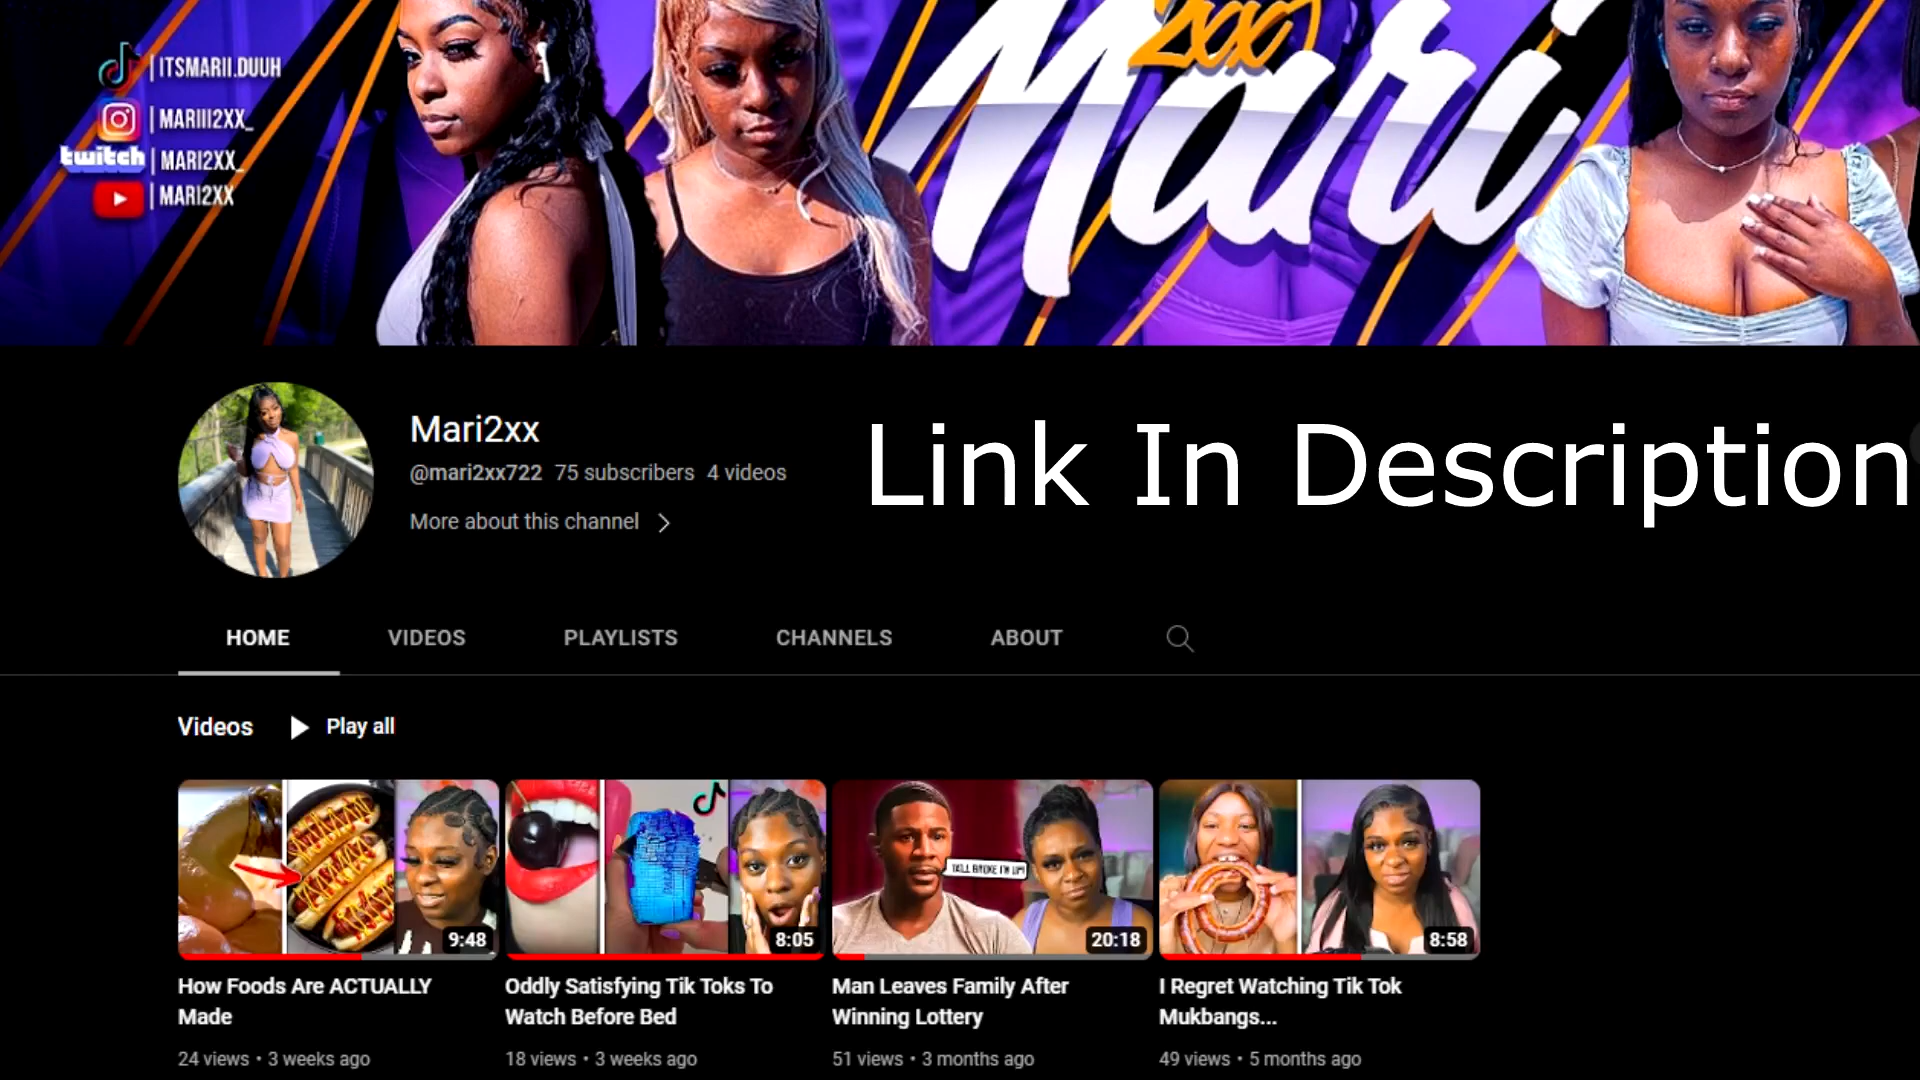 ITSMARII.DUUH
MARIII2XX_
twitch MARI2XX_
MARI2XX
2xx
Mari
Mari2xx
@mari2xx722 75 subscribers 4 videos
More about this channel
Link In Description
HOME VIDEOS PLAYLISTS CHANNELS ABOUT
Videos Play all
9:48
8:05
YALL BROKE I'M UP!
20:18
8:58
How Foods Are ACTUALLY
Made
24 views • 3 weeks ago
Oddly Satisfying Tik Toks To
Watch Before Bed
18 views • 3 weeks ago
Man Leaves Family After
Winning Lottery
51 views • 3 months ago
I Regret Watching Tik Tok
Mukbangs...
49 views • 5 months ago